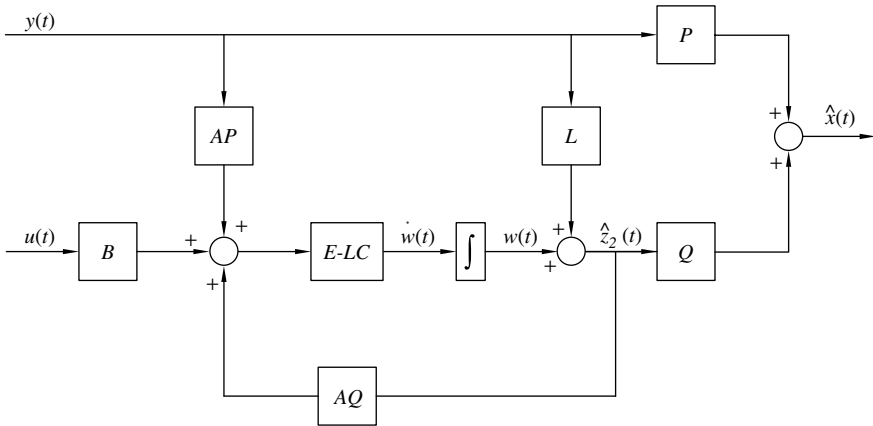 y(t)
P
+
x̂(t)
AP
L
+
+
+
u(t)
B
+
E-LC
ẇ(t)
∫
w(t)
+
ẑ₂ (t)
Q
+
AQ